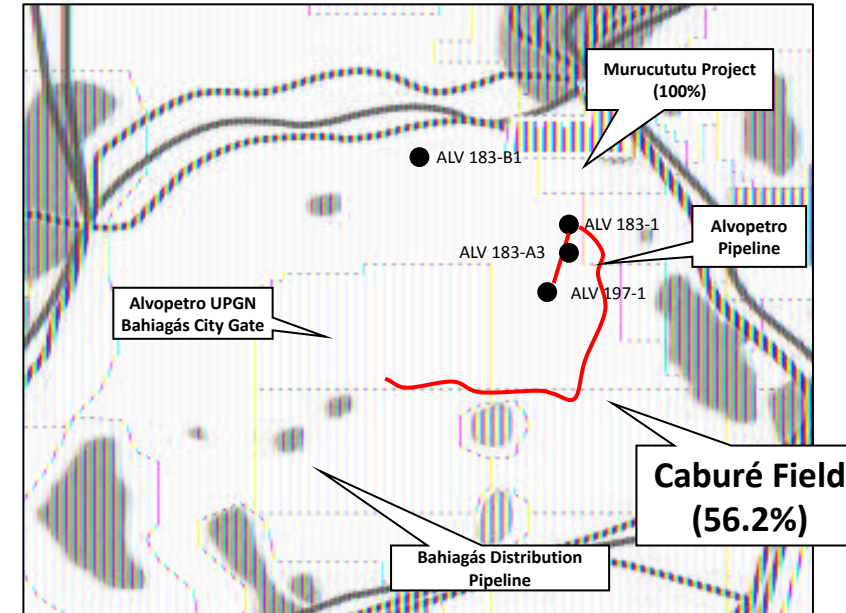 Murucututu Project
(100%)
ALV 183-B1
ALV 183-1
Alvopetro
Pipeline
ALV 183-A3
ALV 197-1
Alvopetro UPGN
Bahiagás City Gate
Caburé Field
(56.2%)
Bahiagás Distribution
Pipeline